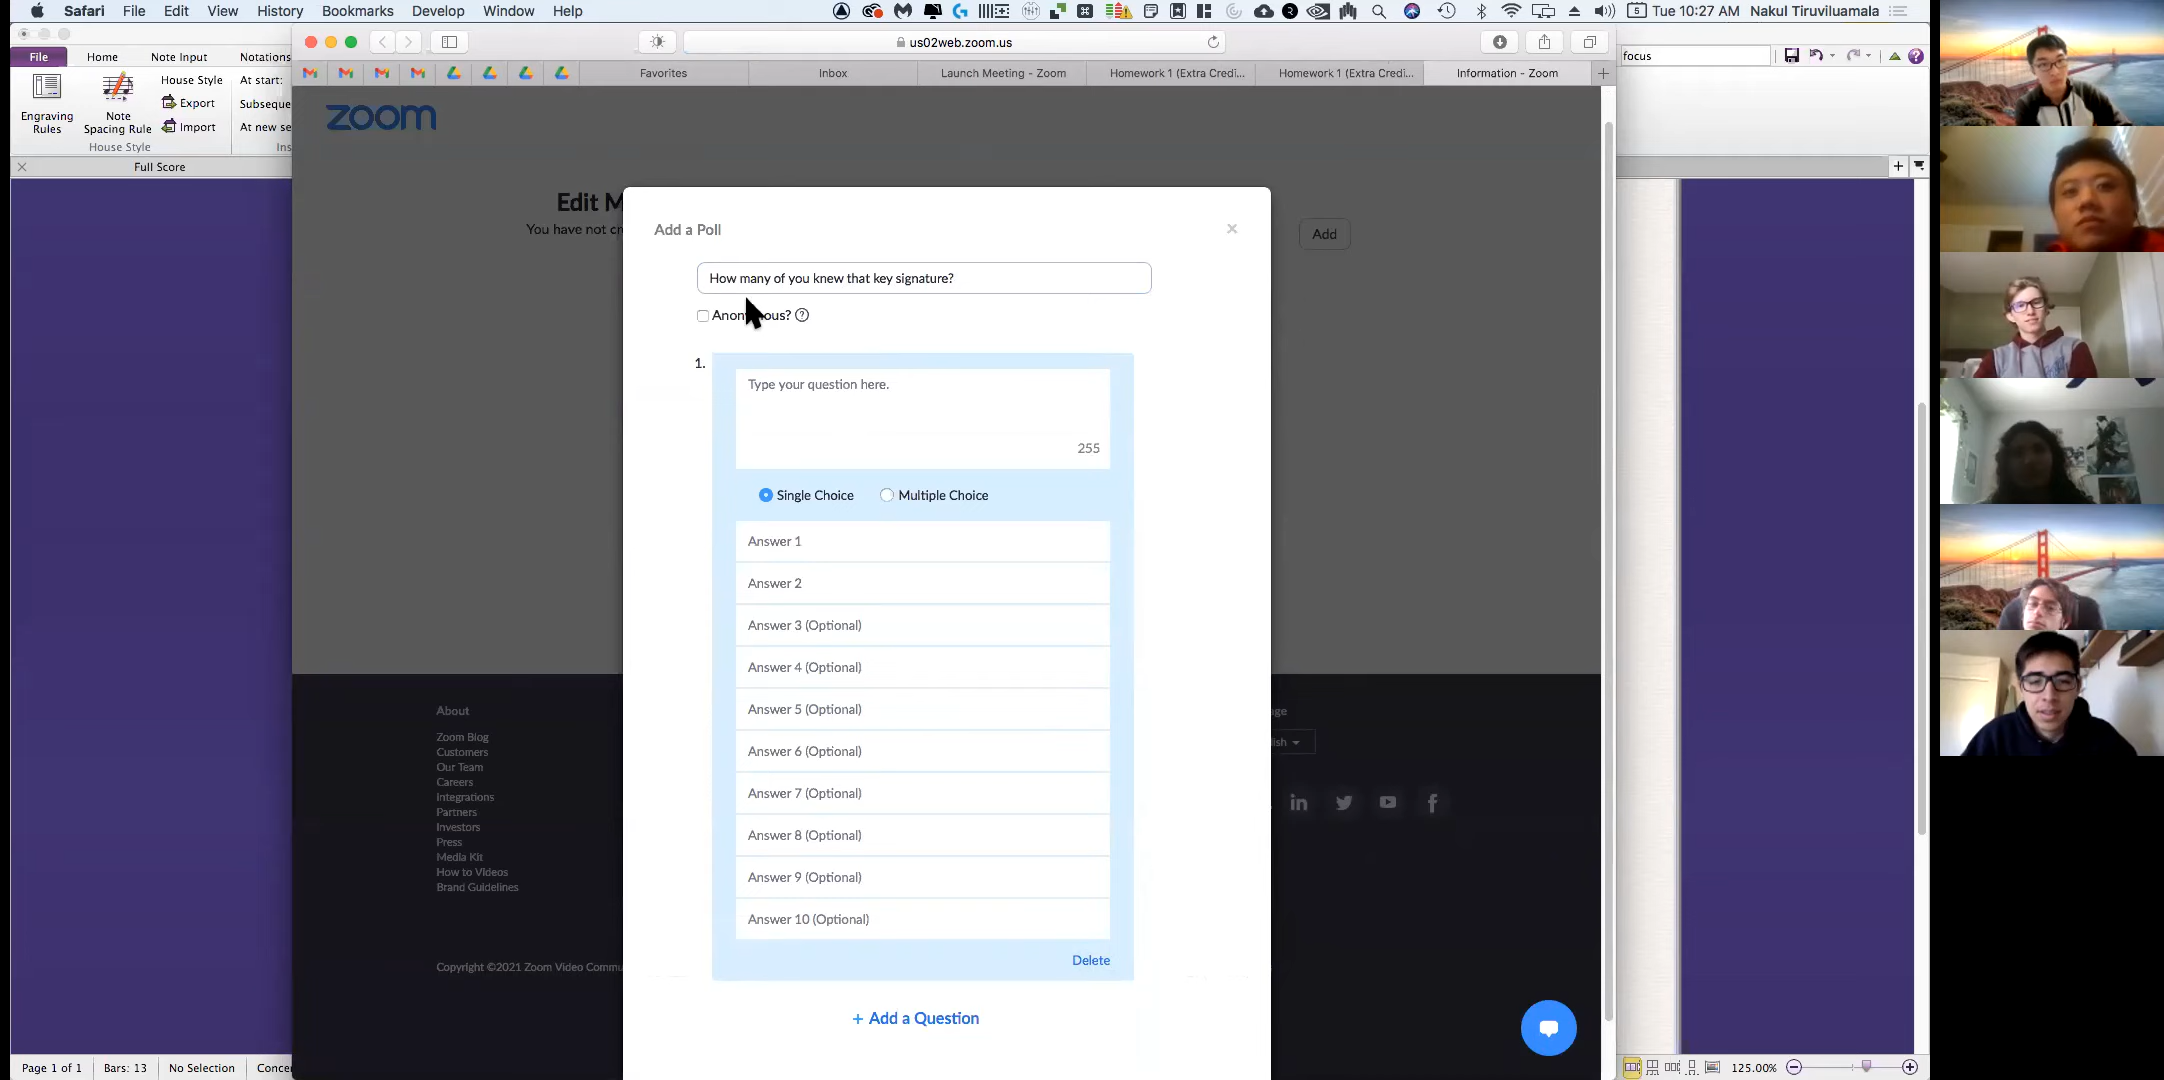 Safari File Edit View History Bookmarks Develop Window Help
Tue 10:27 AM Nakul Tiruviluamala
us02web.zoom.us
File Home Note Input Notations
focus
Favorites Inbox Launch Meeting - Zoom Homework 1 (Extra Credi... Homework 1 (Extra Credi... Information - Zoom
House Style At start:
Export Subseque
Import At new se
Engraving Rules
Note Spacing Rule
House Style Ins
Full Score
zoom
Edit M
You have not cr
Add
Add a Poll
How many of you knew that key signature?
1.
Type your question here.
255
Single Choice Multiple Choice
Answer 1
Answer 2
Answer 3 (Optional)
Answer 4 (Optional)
Answer 5 (Optional)
Answer 6 (Optional)
Answer 7 (Optional)
Answer 8 (Optional)
Answer 9 (Optional)
Answer 10 (Optional)
Delete
+ Add a Question
About
Zoom Blog
Customers
Our Team
Careers
Integrations
Partners
Investors
Press
Media Kit
How to Videos
Brand Guidelines
Copyright ©2021 Zoom Video Commu
age
lish
Page 1 of 1 Bars: 13 No Selection Conce
125.00%